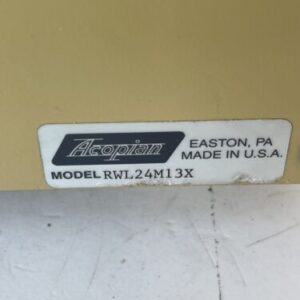 Acopian
EASTON, PA
MADE IN U.S.A.
MODEL RWL24M13X